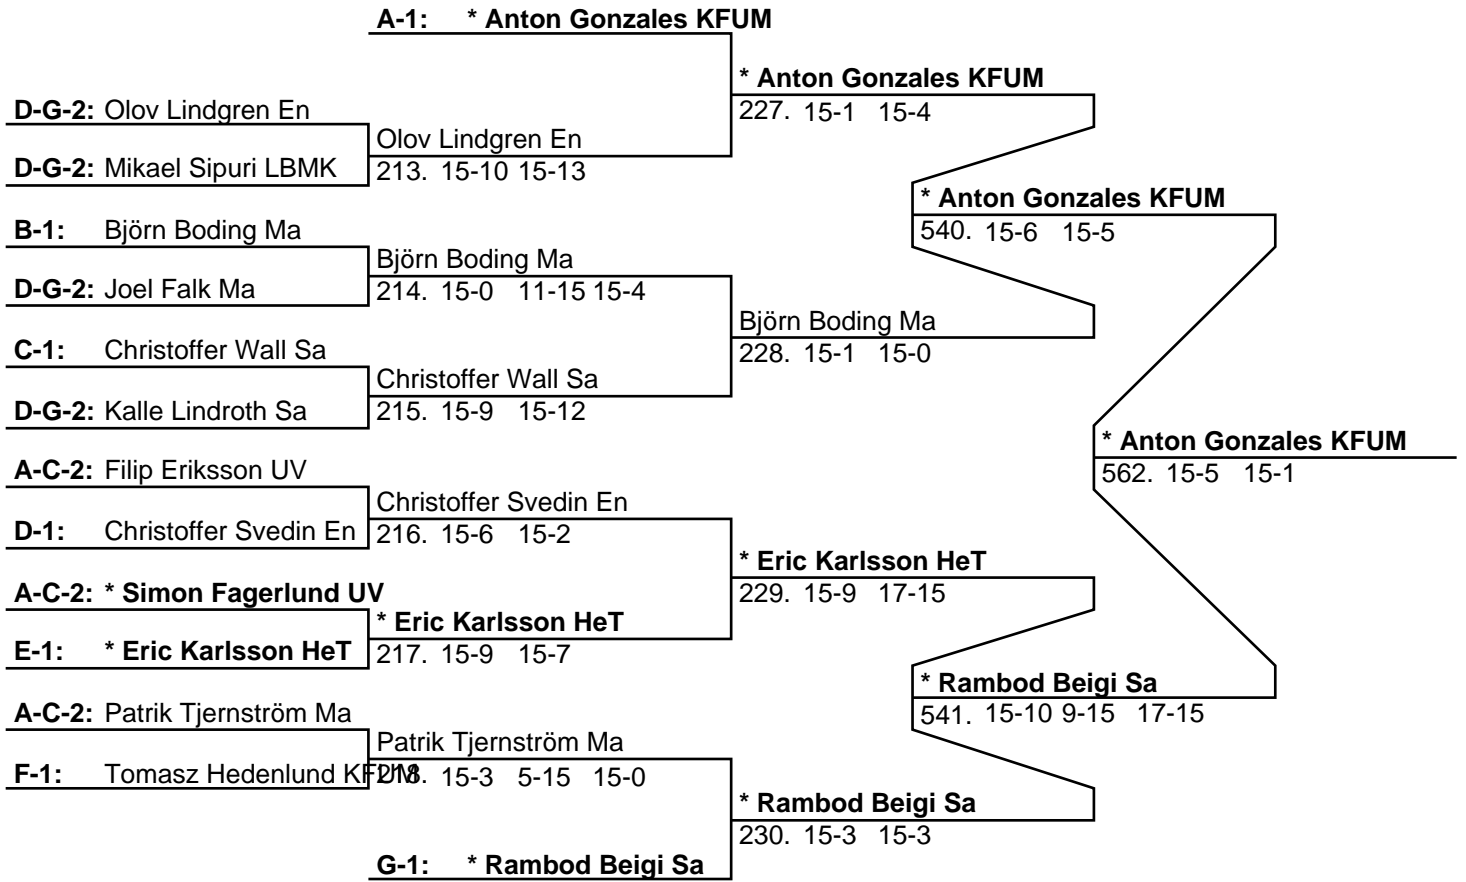 A-1: * Anton Gonzales KFUM
* Anton Gonzales KFUM
227. 15-1 15-4
D-G-2: Olov Lindgren En
Olov Lindgren En
213. 15-10 15-13
D-G-2: Mikael Sipuri LBMK
* Anton Gonzales KFUM
540. 15-6 15-5
B-1: Björn Boding Ma
Björn Boding Ma
214. 15-0 11-15 15-4
D-G-2: Joel Falk Ma
Björn Boding Ma
228. 15-1 15-0
C-1: Christoffer Wall Sa
Christoffer Wall Sa
215. 15-9 15-12
D-G-2: Kalle Lindroth Sa
* Anton Gonzales KFUM
562. 15-5 15-1
A-C-2: Filip Eriksson UV
Christoffer Svedin En
216. 15-6 15-2
D-1: Christoffer Svedin En
* Eric Karlsson HeT
229. 15-9 17-15
A-C-2: * Simon Fagerlund UV
* Eric Karlsson HeT
217. 15-9 15-7
E-1: * Eric Karlsson HeT
* Rambod Beigi Sa
541. 15-10 9-15 17-15
A-C-2: Patrik Tjernström Ma
Patrik Tjernström Ma
218. 15-3 5-15 15-0
F-1: Tomasz Hedenlund KFUM
* Rambod Beigi Sa
230. 15-3 15-3
G-1: * Rambod Beigi Sa